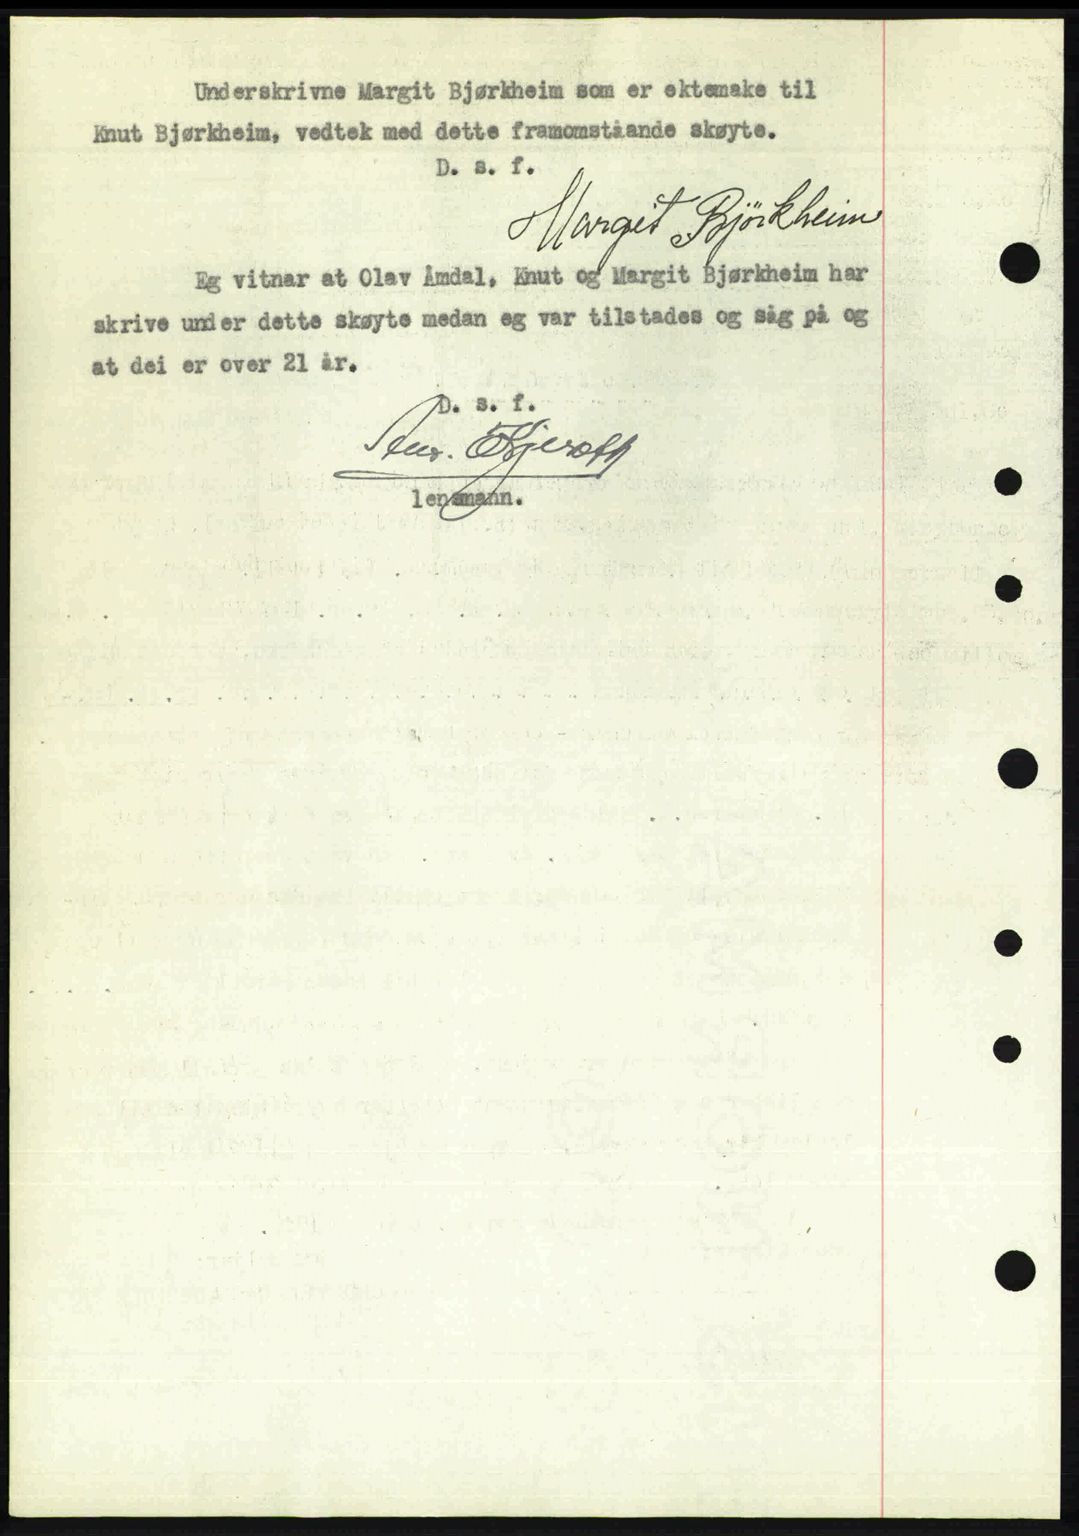 Underskrivne Margit Bjørkheim som er ektemake til
Knut Bjørkheim, vedtek med dette framomståande skøyte.
D. s. f.
Margit Björkheim
Eg vitnar at Olav Åmdal, Knut og Margit Bjørkheim har
skrive under dette skøyte medan eg var tilstades og såg på og
at dei er over 21 år.
D. s. f.
lensmann.